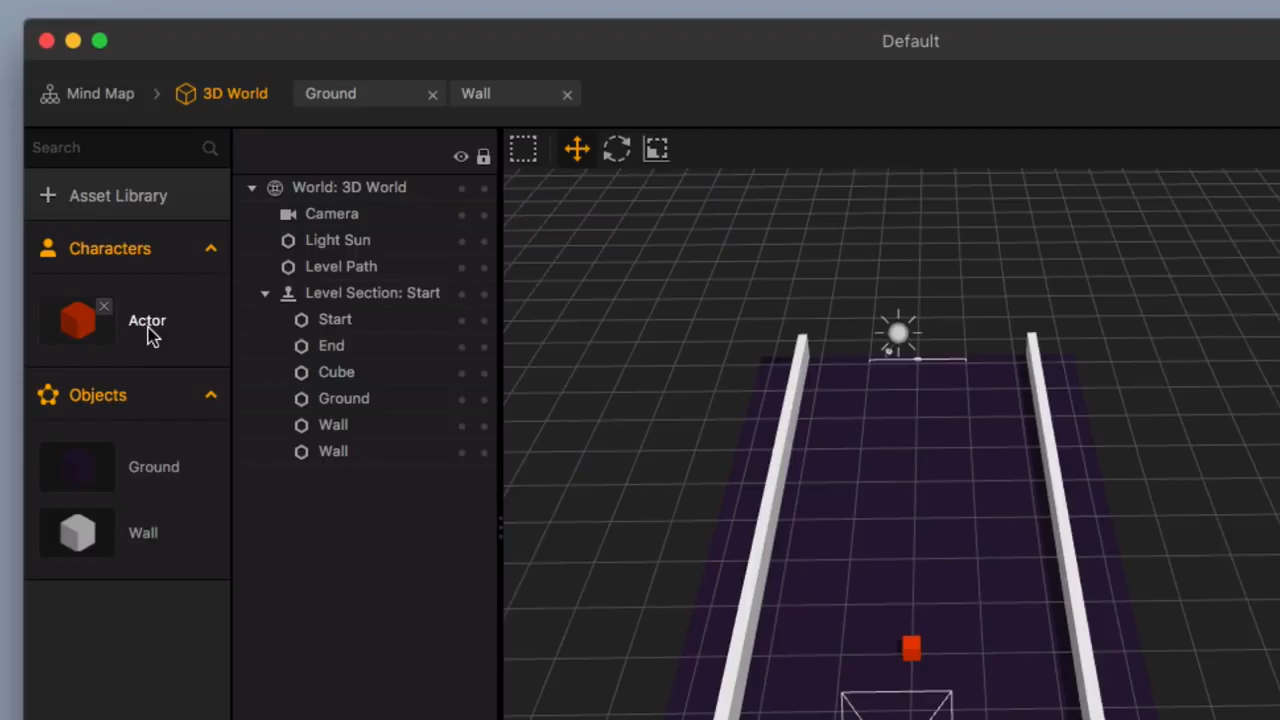 Default
Mind Map > 3D World Ground × Wall ×
Search
Asset Library
Characters
Actor
Objects
Ground
Wall
World: 3D World
Camera
Light Sun
Level Path
Level Section: Start
Start
End
Cube
Ground
Wall
Wall